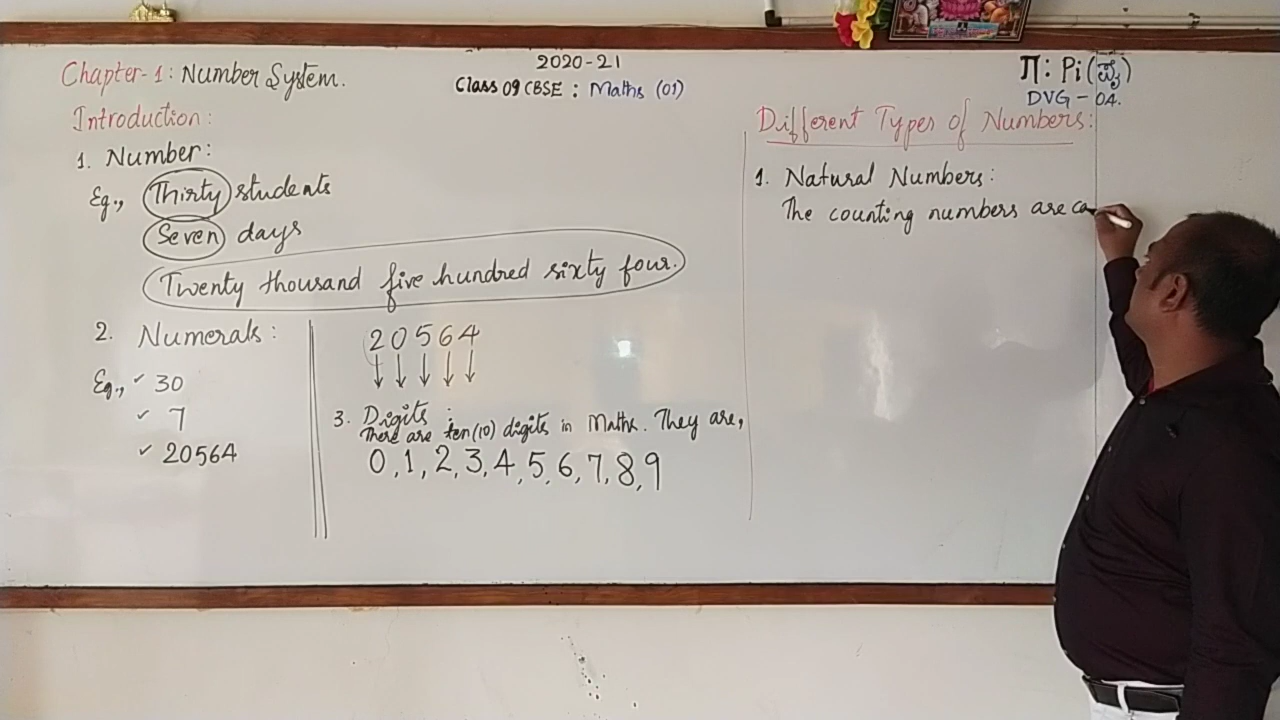 2020-21
Chapter-1: Number System.
Class 09 CBSE : Maths (01)
π: Pi (ಪೈ)
DVG - 04.
Introduction:
1. Number:
Eg., Thirty students
Seven days
Twenty thousand five hundred sixty four.
2. Numerals:
Eg., ✓ 30
✓ 7
✓ 20564
20564
3. Digits:
There are ten (10) digits in Maths. They are,
0, 1, 2, 3, 4, 5, 6, 7, 8, 9
Different Types of Numbers:
1. Natural Numbers:
The counting numbers are ca